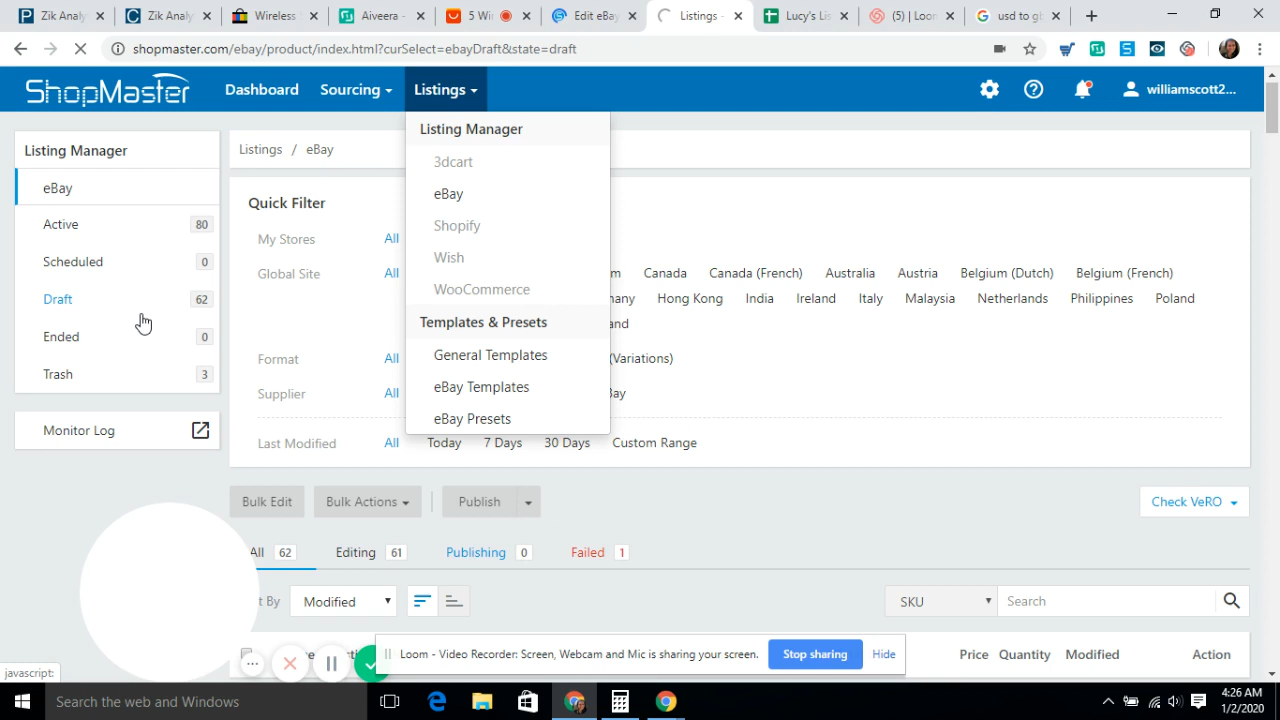 Zik Analy
Zik Analy
Wireless S
Aiveera -
5 Win
Edit eBay
Listings -
Lucy's Lis
(5) | Loom
usd to gb
shopmaster.com/ebay/product/index.html?curSelect=ebayDraft&state=draft
ShopMaster
Dashboard
Sourcing
Listings
williamscott2...
Listing Manager
eBay
Active 80
Scheduled 0
Draft 62
Ended 0
Trash 3
Monitor Log
Listing Manager
3dcart
eBay
Shopify
Wish
WooCommerce
Templates & Presets
General Templates
eBay Templates
eBay Presets
Listings / eBay
Quick Filter
My Stores All
Global Site All
m Canada Canada (French) Australia Austria Belgium (Dutch) Belgium (French)
any Hong Kong India Ireland Italy Malaysia Netherlands Philippines Poland
and
Format All (Variations)
Supplier All ay
Last Modified All Today 7 Days 30 Days Custom Range
Bulk Edit Bulk Actions Publish Check VeRO
All 62 Editing 61 Publishing 0 Failed 1
t By Modified SKU Search
Price Quantity Modified Action
Loom - Video Recorder: Screen, Webcam and Mic is sharing your screen. Stop sharing Hide
javascript:
Search the web and Windows
4:26 AM
1/2/2020